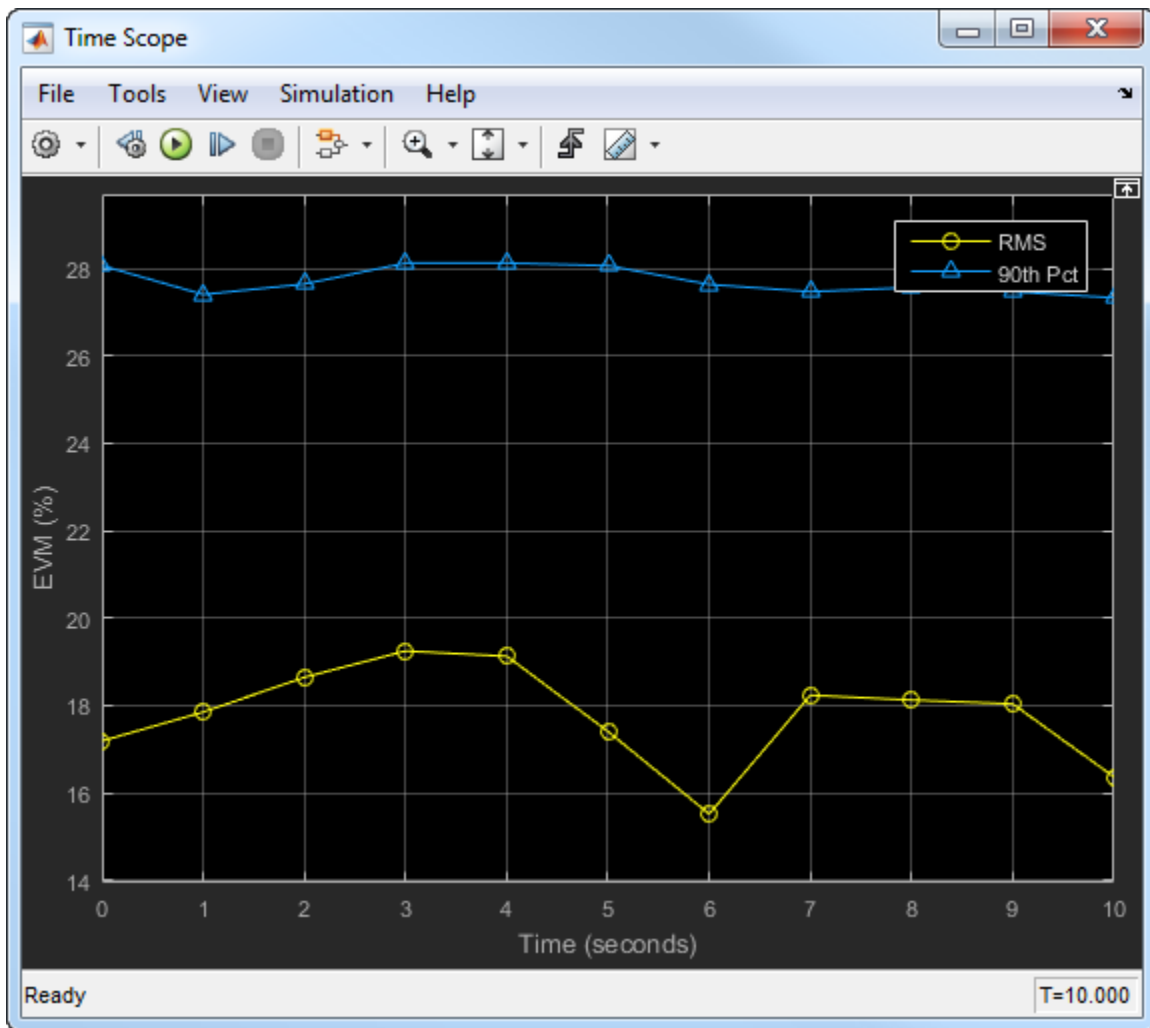 Time Scope
File Tools View Simulation Help
RMS
90th Pct
28
26
24
22
20
18
16
14
EVM (%)
0 1 2 3 4 5 6 7 8 9 10
Time (seconds)
Ready T=10.000